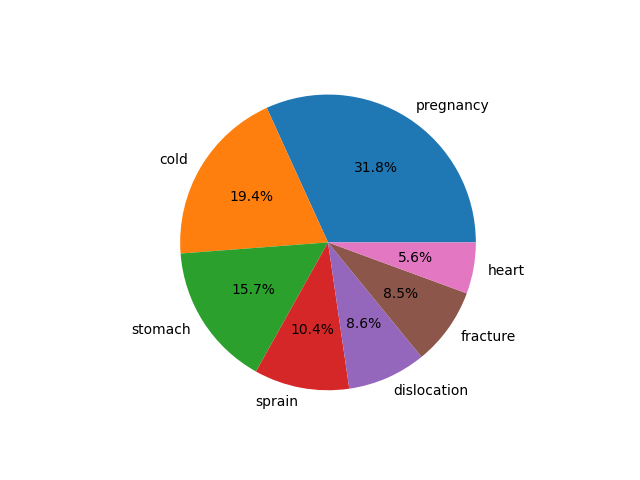 pregnancy
31.8%
cold
19.4%
stomach
15.7%
sprain
10.4%
dislocation
8.6%
fracture
8.5%
heart
5.6%